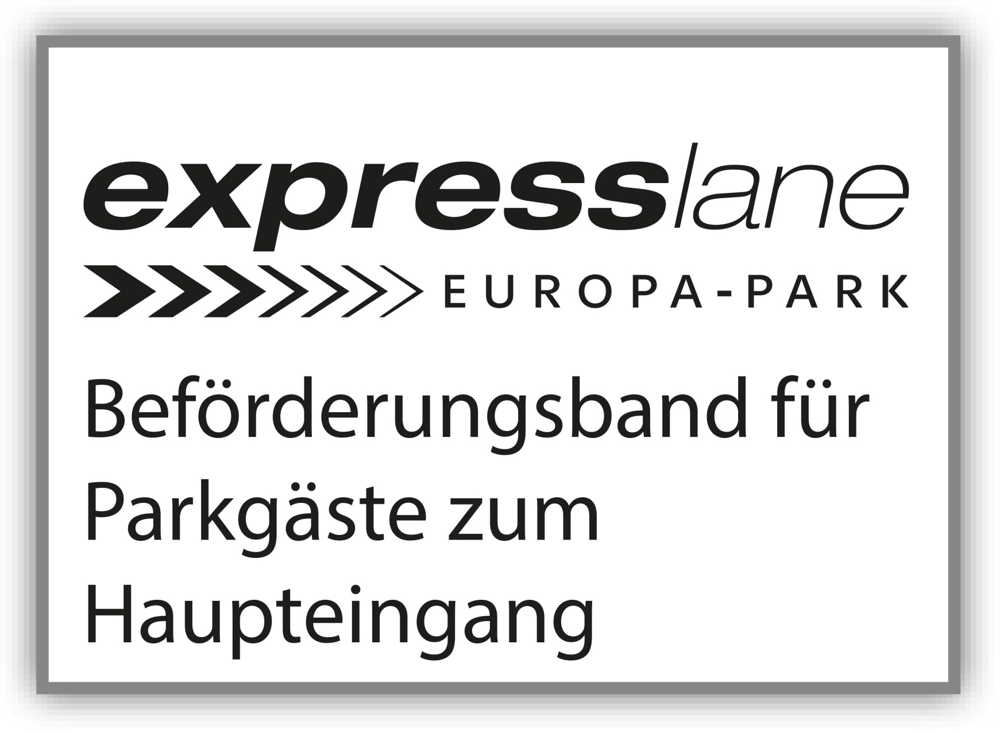 expresslane
EUROPA-PARK
Beförderungsband für
Parkgäste zum
Haupteingang